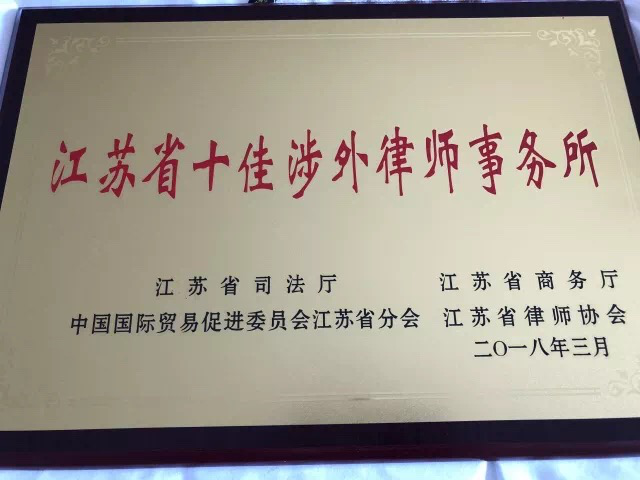 江苏省十佳涉外律师事务所
江苏省司法厅 江苏省商务厅
中国国际贸易促进委员会江苏省分会 江苏省律师协会
二〇一八年三月